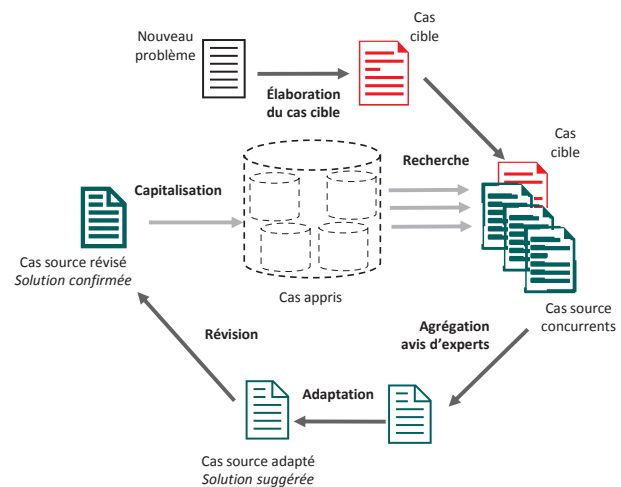 Nouveau
problème
Cas
cible
Élaboration
du cas cible
Cas
cible
Recherche
Capitalisation
Cas source révisé
Solution confirmée
Cas appris
Cas source
concurrents
Agrégation
avis d'experts
Révision
Adaptation
Cas source adapté
Solution suggérée